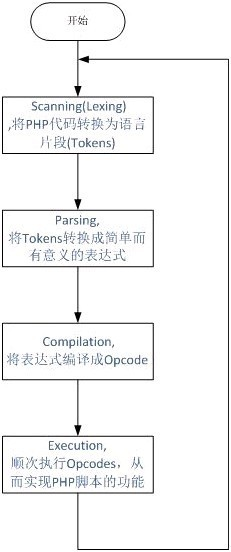 开始
Scanning(Lexing)
,将PHP代码转换为语言
片段(Tokens)
Parsing,
将Tokens转换成简单而
有意义的表达式
Compilation,
将表达式编译成Opcode
Execution,
顺次执行Opcodes，从
而实现PHP脚本的功能